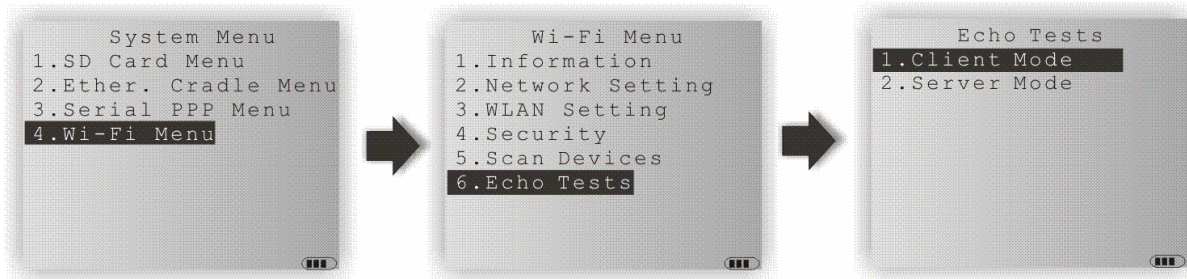 System Menu
1.SD Card Menu
2.Ether. Cradle Menu
3.Serial PPP Menu
4.Wi-Fi Menu
Wi-Fi Menu
1.Information
2.Network Setting
3.WLAN Setting
4.Security
5.Scan Devices
6.Echo Tests
Echo Tests
1.Client Mode
2.Server Mode